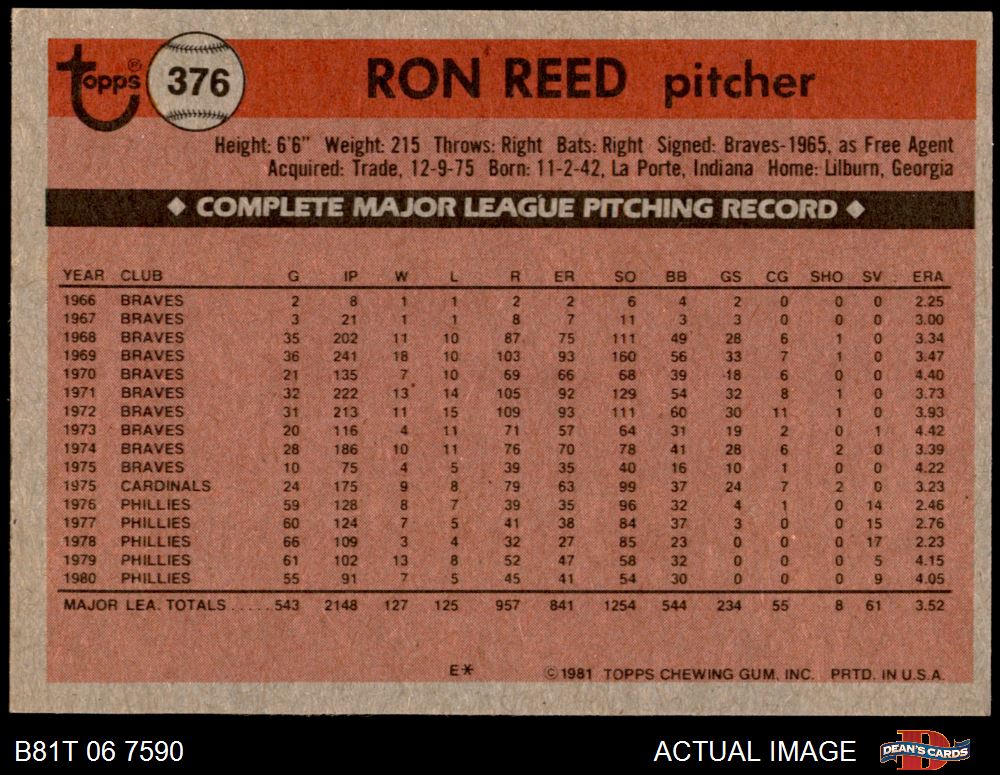 Topps® 376 RON REED pitcher
Height: 6'6" Weight: 215 Throws: Right Bats: Right Signed: Braves-1965, as Free Agent
Acquired: Trade, 12-9-75 Born: 11-2-42, La Porte, Indiana Home: Lilburn, Georgia
◆ COMPLETE MAJOR LEAGUE PITCHING RECORD ◆
YEAR CLUB G IP W L R ER SO BB GS CG SHO SV ERA
1966 BRAVES 2 8 1 1 2 2 6 4 2 0 0 0 2.25
1967 BRAVES 3 21 1 1 8 7 11 3 3 0 0 0 3.00
1968 BRAVES 35 202 11 10 87 75 111 49 28 6 1 0 3.34
1969 BRAVES 36 241 18 10 103 93 160 56 33 7 1 0 3.47
1970 BRAVES 21 135 7 10 69 66 68 39 18 6 0 0 4.40
1971 BRAVES 32 222 13 14 105 92 129 54 32 8 1 0 3.73
1972 BRAVES 31 213 11 15 109 93 111 60 30 11 1 0 3.93
1973 BRAVES 20 116 4 11 71 57 64 31 19 2 0 1 4.42
1974 BRAVES 28 186 10 11 76 70 78 41 28 6 2 0 3.39
1975 BRAVES 10 75 4 5 39 35 40 16 10 1 0 0 4.22
1975 CARDINALS 24 175 9 8 79 63 99 37 24 7 2 0 3.23
1976 PHILLIES 59 128 8 7 39 35 96 32 4 1 0 14 2.46
1977 PHILLIES 60 124 7 5 41 38 84 37 3 0 0 15 2.76
1978 PHILLIES 66 109 3 4 32 27 85 23 0 0 0 17 2.23
1979 PHILLIES 61 102 13 8 52 47 58 32 0 0 0 5 4.15
1980 PHILLIES 55 91 7 5 45 41 54 30 0 0 0 9 4.05
MAJOR LEA. TOTALS ..... 543 2148 127 125 957 841 1254 544 234 55 8 61 3.52
E* ©1981 TOPPS CHEWING GUM, INC. PRTD. IN U.S.A.
B81T 06 7590 ACTUAL IMAGE D DEAN'S CARDS